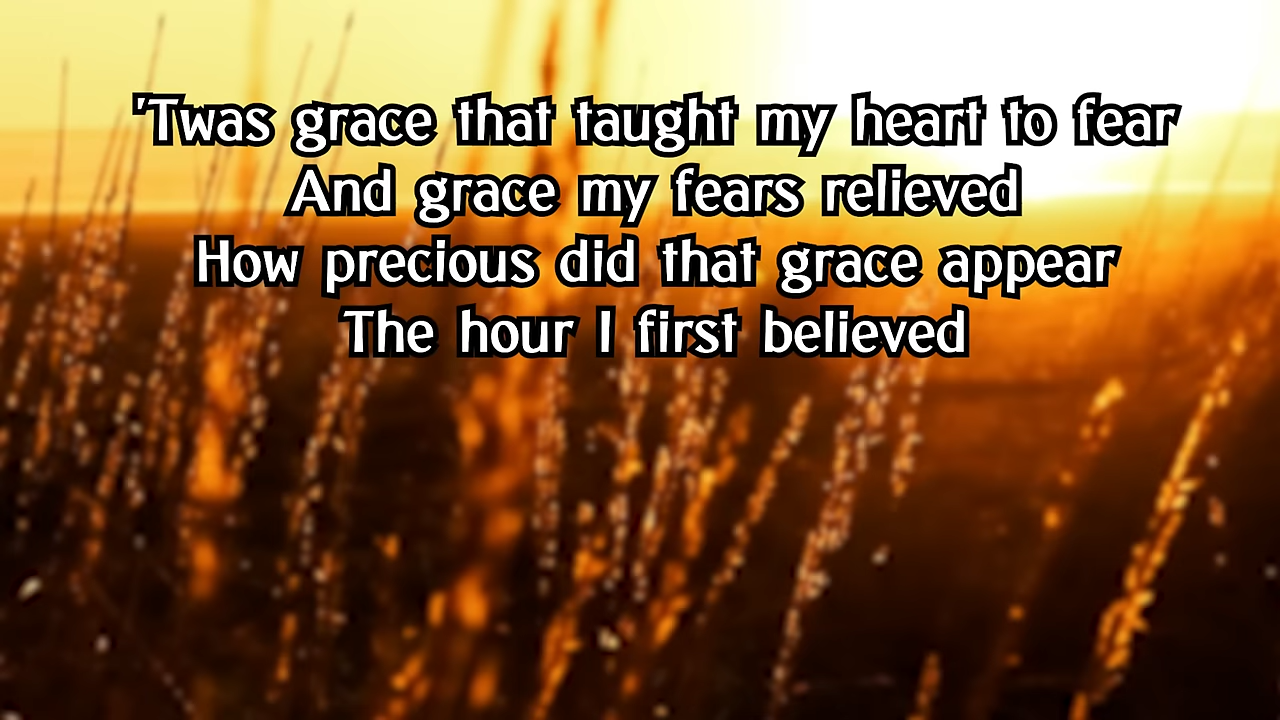 'Twas grace that taught my heart to fear
And grace my fears relieved
How precious did that grace appear
The hour I first believed